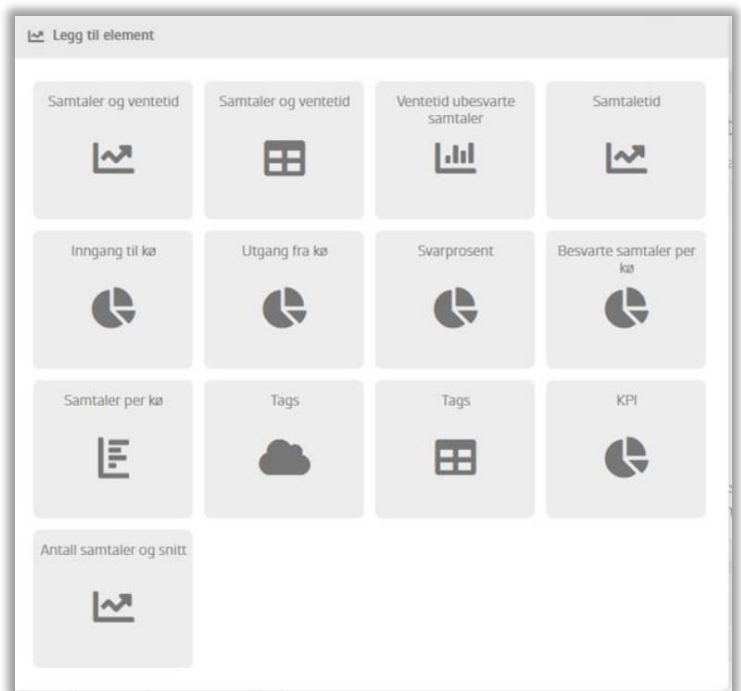 Legg til element
Samtaler og ventetid
Samtaler og ventetid
Ventetid ubesvarte
samtaler
Samtaletid
Inngang til kø
Utgang fra kø
Svarprosent
Besvarte samtaler per
kø
Samtaler per kø
Tags
Tags
KPI
Antall samtaler og snitt